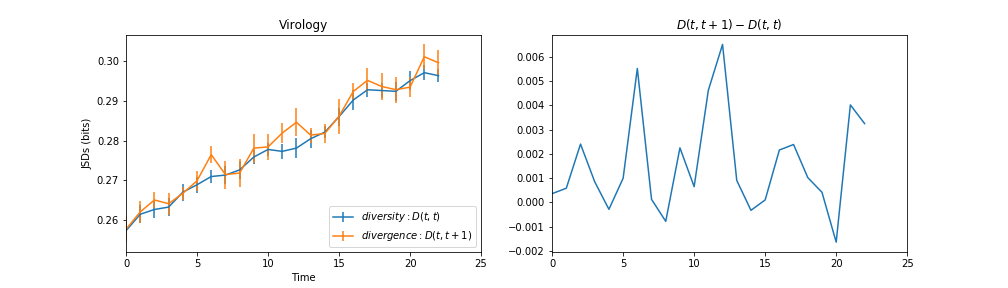 Virology
JSDs (bits)
0.30
0.29
0.28
0.27
0.26
0 5 10 15 20 25
Time
diversity : D(t, t)
divergence : D(t, t + 1)
D(t, t + 1) − D(t, t)
0.006
0.005
0.004
0.003
0.002
0.001
0.000
−0.001
−0.002
0 5 10 15 20 25